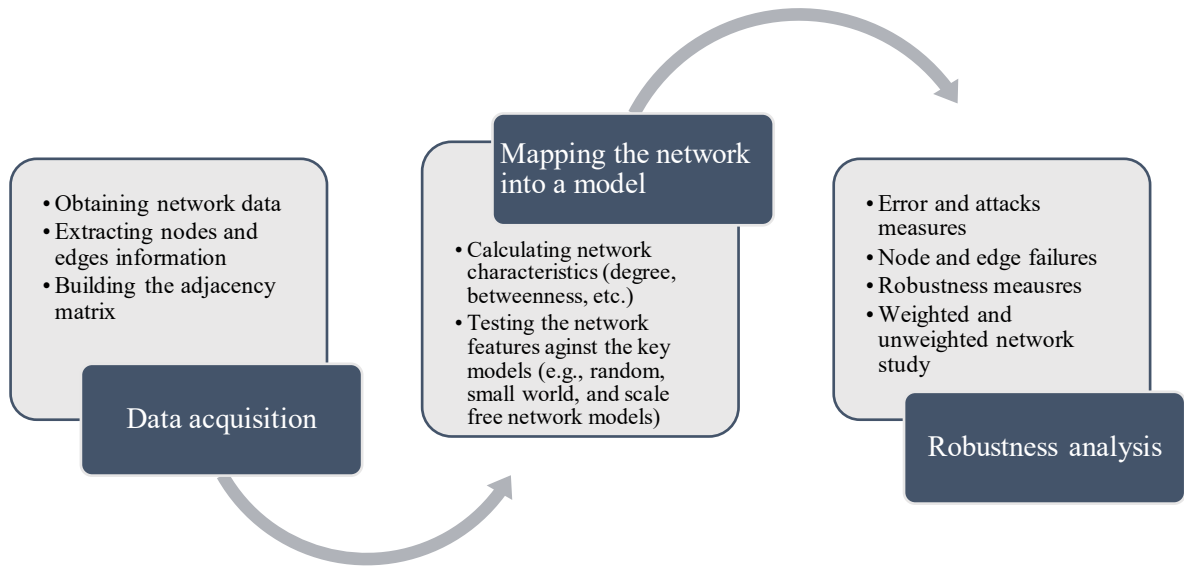 • Obtaining network data
• Extracting nodes and
edges information
• Building the adjacency
matrix
Data acquisition
Mapping the network
into a model
• Calculating network
characteristics (degree,
betweenness, etc.)
• Testing the network
features aginst the key
models (e.g., random,
small world, and scale
free network models)
• Error and attacks
measures
• Node and edge failures
• Robustness meausres
• Weighted and
unweighted network
study
Robustness analysis